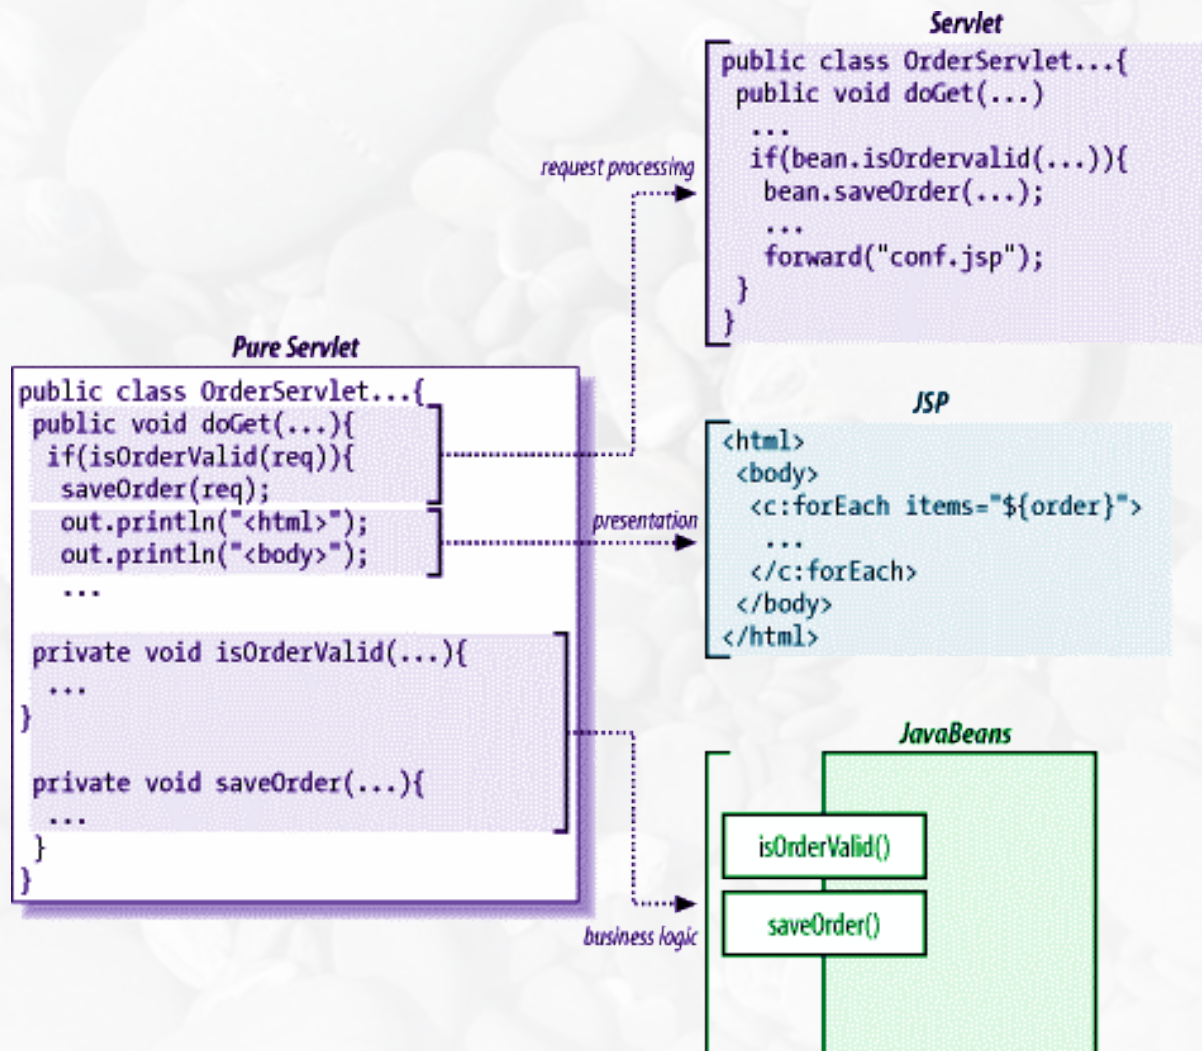 Servlet
public class OrderServlet...{
public void doGet(...)
...
if(bean.isOrdervalid(...)){
bean.saveOrder(...);
...
forward("conf.jsp");
}
}
request processing
Pure Servlet
public class OrderServlet...{
public void doGet(...){
if(isOrderValid(req)){
saveOrder(req);
out.println("<html>");
out.println("<body>");
...
private void isOrderValid(...){
...
}
private void saveOrder(...){
...
}
}
presentation
JSP
<html>
<body>
<c:forEach items="${order}">
...
</c:forEach>
</body>
</html>
business logic
JavaBeans
isOrderValid()
saveOrder()